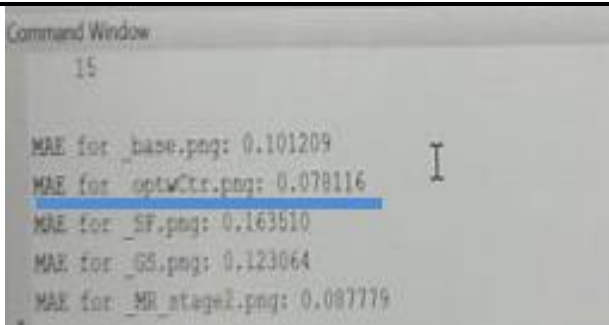 Command Window
15
MAE for _base.png: 0.101209
MAE for _optwCtr.png: 0.078116
MAE for _SF.png: 0.163510
MAE for _GS.png: 0.123064
MAE for _MR_stage2.png: 0.087779